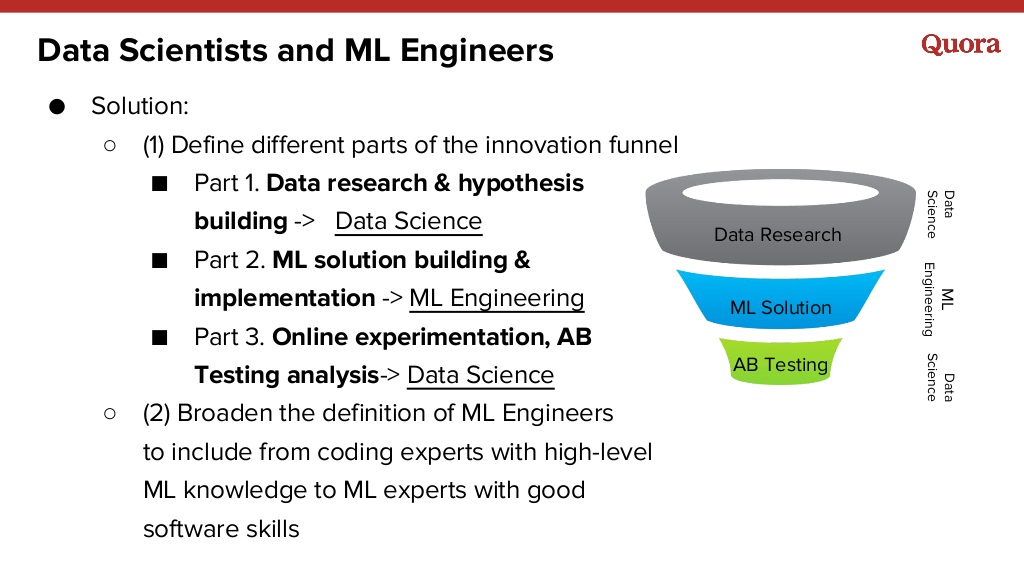 Data Scientists and ML Engineers
Quora
● Solution:
○ (1) Define different parts of the innovation funnel
■ Part 1. Data research & hypothesis
building -> Data Science
■ Part 2. ML solution building &
implementation -> ML Engineering
■ Part 3. Online experimentation, AB
Testing analysis-> Data Science
○ (2) Broaden the definition of ML Engineers
to include from coding experts with high-level
ML knowledge to ML experts with good
software skills
Data Research
ML Solution
AB Testing
Data
Science
ML
Engineering
Data
Science